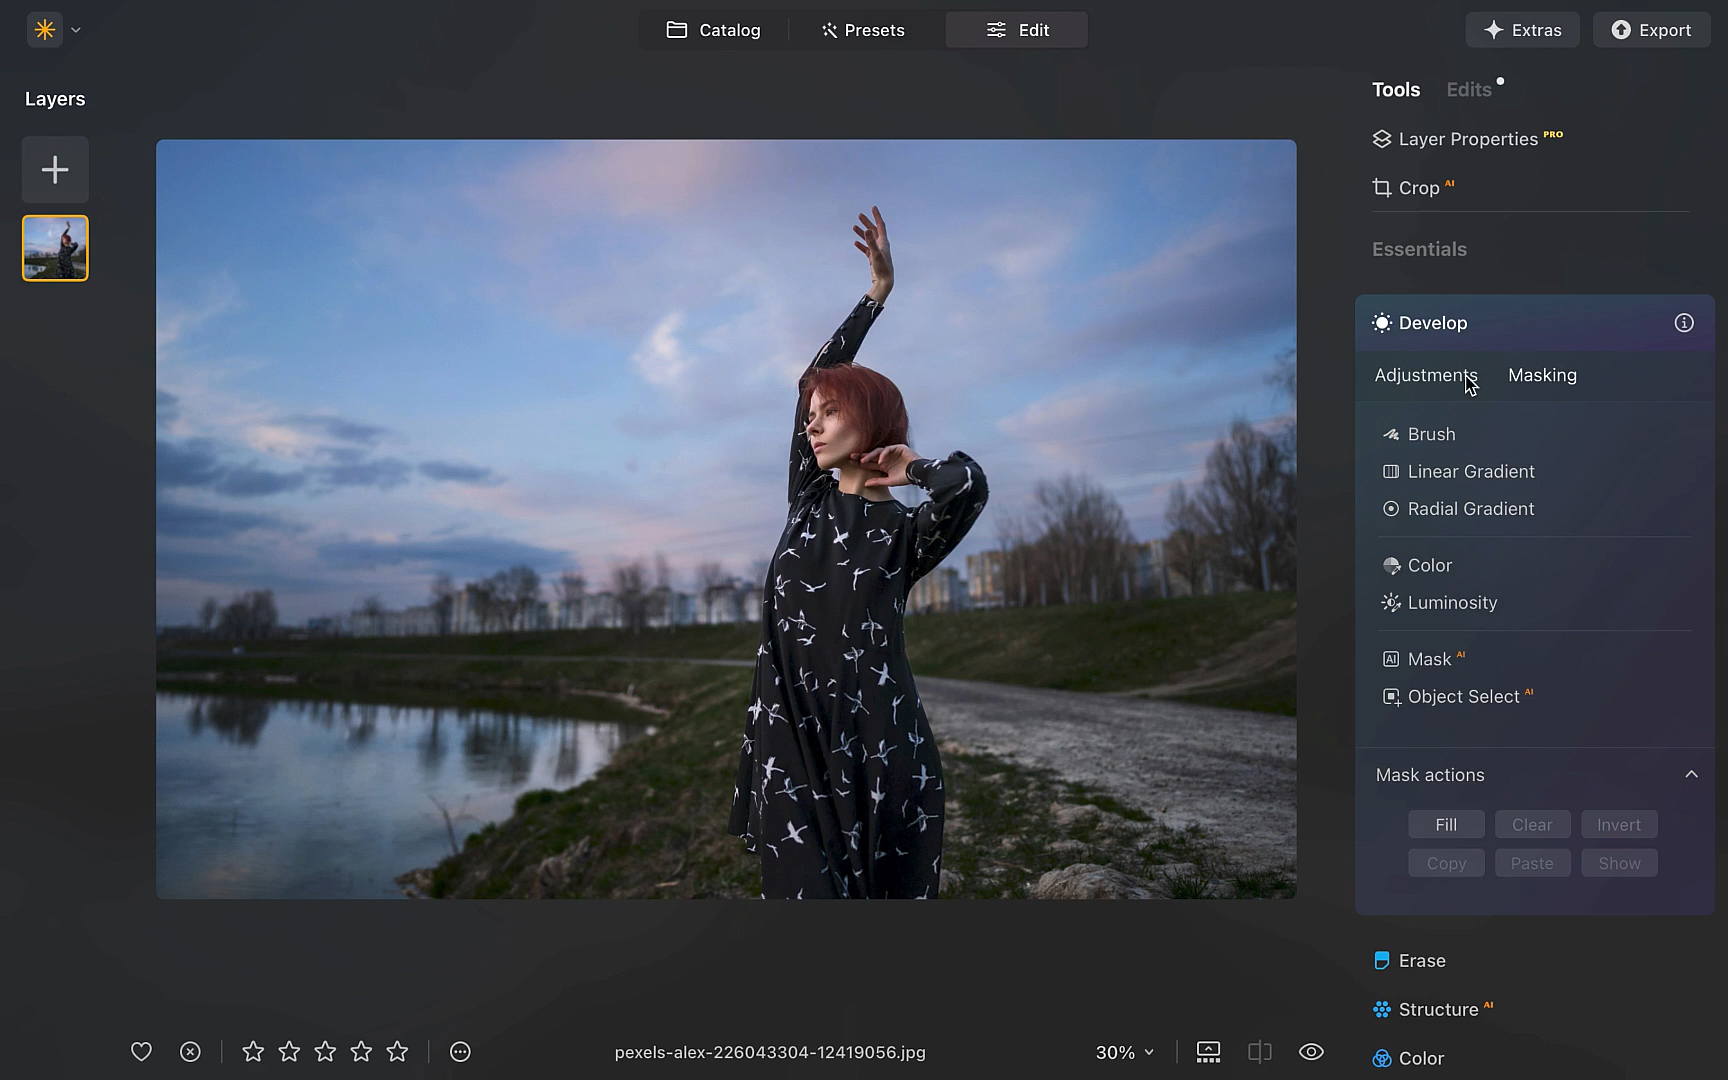 Catalog
Presets
Edit
Extras
Export
Layers
Tools
Edits
Layer Properties PRO
Crop AI
Essentials
Develop
Adjustments
Masking
Brush
Linear Gradient
Radial Gradient
Color
Luminosity
AI Mask AI
Object Select AI
Mask actions
Fill
Clear
Invert
Copy
Paste
Show
Erase
Structure AI
Color
pexels-alex-226043304-12419056.jpg
30%